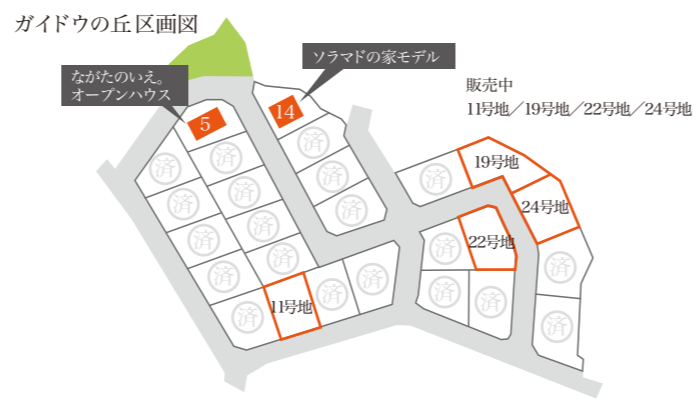 ガイドウの丘 区画図
ソラマドの家モデル
ながたのいえ。
オープンハウス
販売中
11号地／19号地／22号地／24号地
14
5
済
済
19号地
済
済
済
済
済
24号地
済
済
済
22号地
済
済
済
済
済
済
済
済
11号地
済
済
済